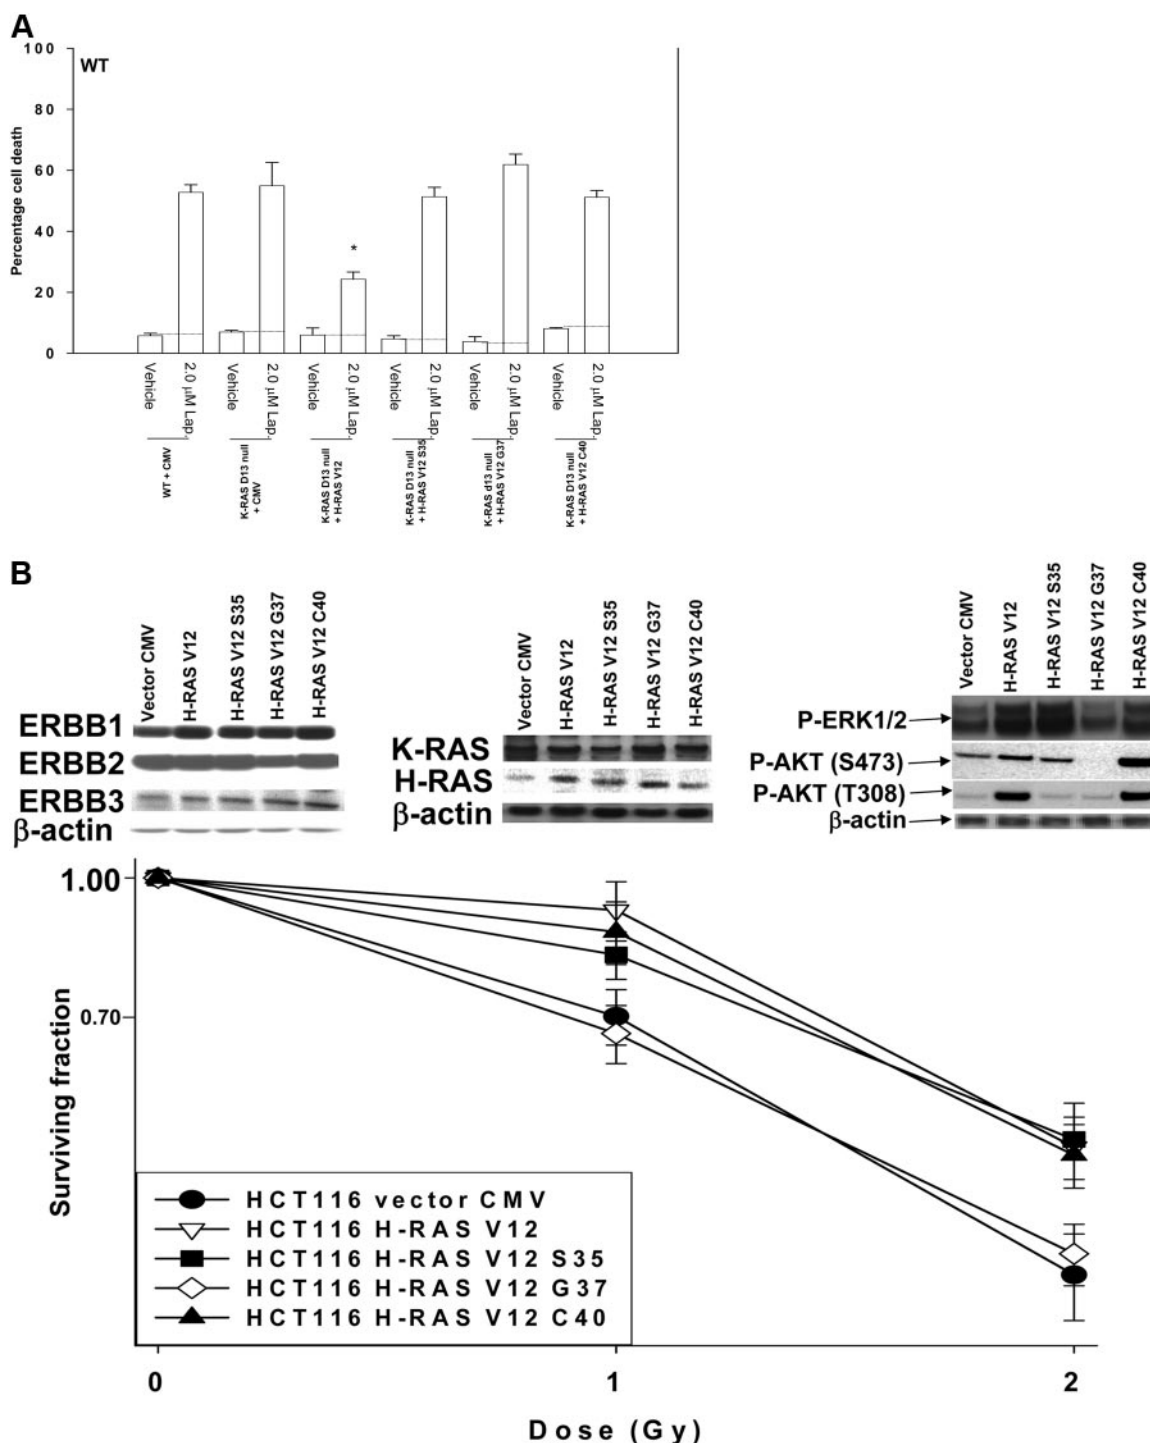 A
WT
Percentage cell death
100
80
60
40
20
0
Vehicle
2.0 μM Lap.
Vehicle
2.0 μM Lap.
Vehicle
2.0 μM Lap.
Vehicle
2.0 μM Lap.
Vehicle
2.0 μM Lap.
Vehicle
2.0 μM Lap.
WT + CMV
K-RAS D13 null
+ CMV
K-RAS D13 null
+ H-RAS V12
K-RAS D13 null
+ H-RAS V12 S35
K-RAS d13 null
+ H-RAS V12 G37
K-RAS D13 null
+ H-RAS V12 C40
*
B
Vector CMV
H-RAS V12
H-RAS V12 S35
H-RAS V12 G37
H-RAS V12 C40
ERBB1
ERBB2
ERBB3
β-actin
Vector CMV
H-RAS V12
H-RAS V12 S35
H-RAS V12 G37
H-RAS V12 C40
K-RAS
H-RAS
β-actin
Vector CMV
H-RAS V12
H-RAS V12 S35
H-RAS V12 G37
H-RAS V12 C40
P-ERK1/2
P-AKT (S473)
P-AKT (T308)
β-actin
Surviving fraction
1.00
0.70
HCT116 vector CMV
HCT116 H-RAS V12
HCT116 H-RAS V12 S35
HCT116 H-RAS V12 G37
HCT116 H-RAS V12 C40
0
1
2
Dose (Gy)